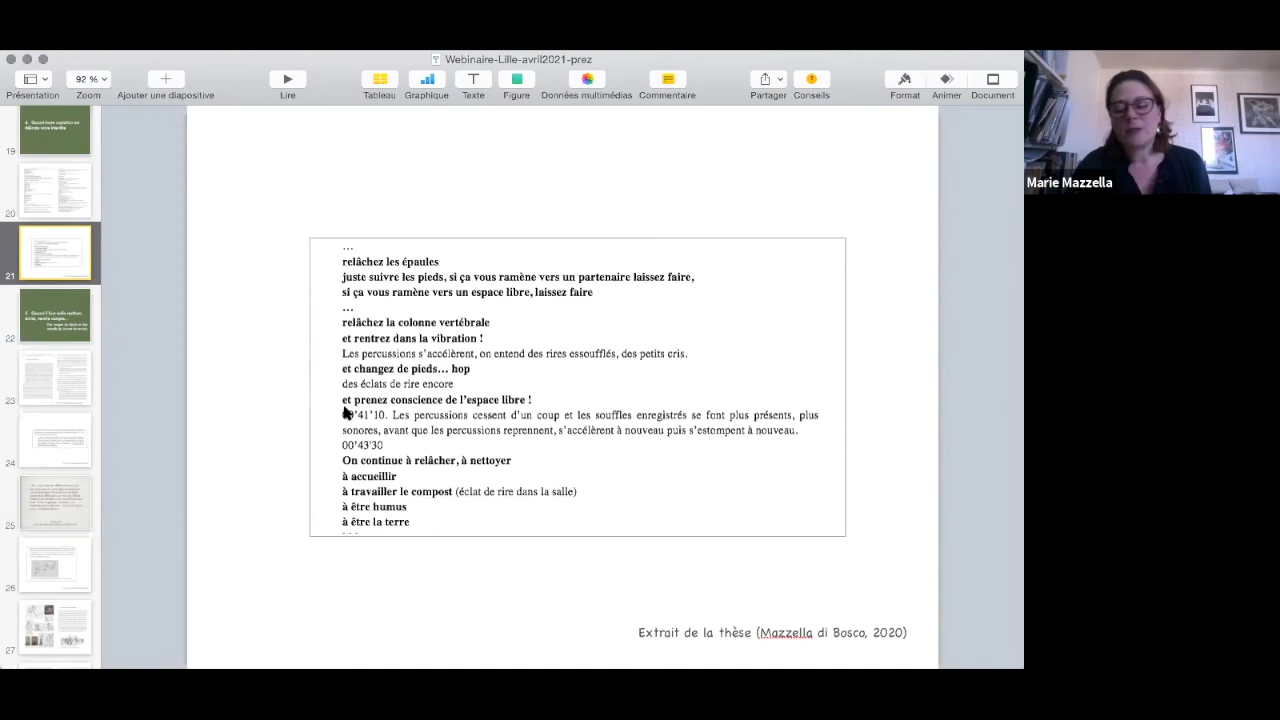 Webinaire-Lille-avril2021-prez
92 %
Présentation
Zoom
Ajouter une diapositive
Lire
Tableau
Graphique
Texte
Figure
Données multimédias
Commentaire
Partager
Conseils
Format
Animer
Document
19
20
21
22
23
24
25
26
27
…
relâchez les épaules
juste suivre les pieds, si ça vous ramène vers un partenaire laissez faire,
si ça vous ramène vers un espace libre, laissez faire
…
relâchez la colonne vertébrale
et rentrez dans la vibration !
Les percussions s’accélèrent, on entend des rires essoufflés, des petits cris.
et changez de pieds… hop
des éclats de rire encore
et prenez conscience de l’espace libre !
’41’10. Les percussions cessent d’un coup et les souffles enregistrés se font plus présents, plus
sonores, avant que les percussions reprennent, s’accélèrent à nouveau puis s’estompent à nouveau.
00’43’30
On continue à relâcher, à nettoyer
à accueillir
à travailler le compost (éclat de rire dans la salle)
à être humus
à être la terre
Extrait de la thèse (Mazzella di Bosco, 2020)
Marie Mazzella